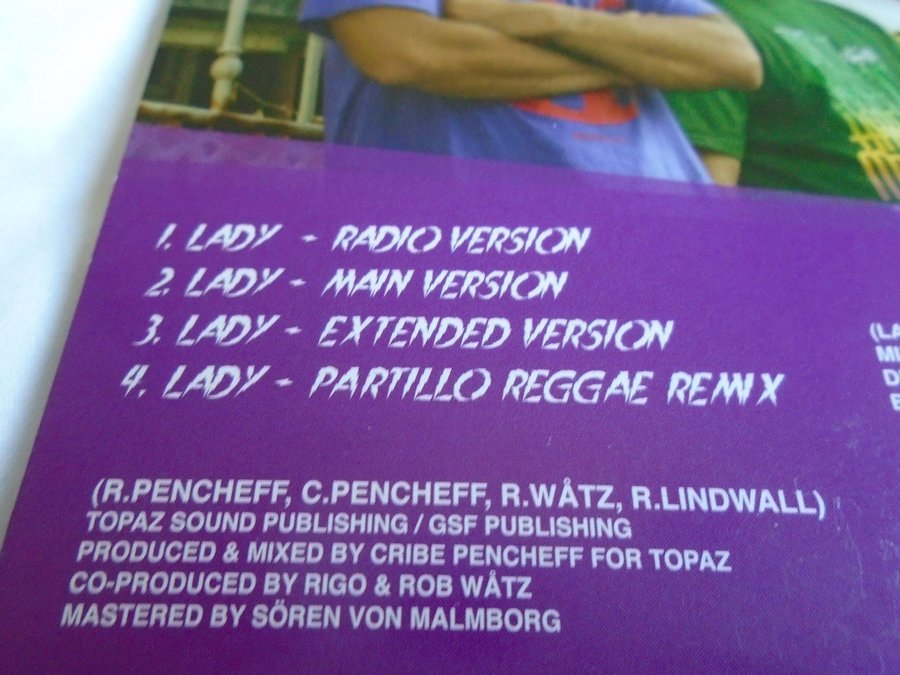 1. LADY - RADIO VERSION
2. LADY - MAIN VERSION
3. LADY - EXTENDED VERSION
4. LADY - PARTILLO REGGAE REMIX
(R.PENCHEFF, C.PENCHEFF, R.WÅTZ, R.LINDWALL)
TOPAZ SOUND PUBLISHING / GSF PUBLISHING
PRODUCED & MIXED BY CRIBE PENCHEFF FOR TOPAZ
CO-PRODUCED BY RIGO & ROB WÅTZ
MASTERED BY SÖREN VON MALMBORG